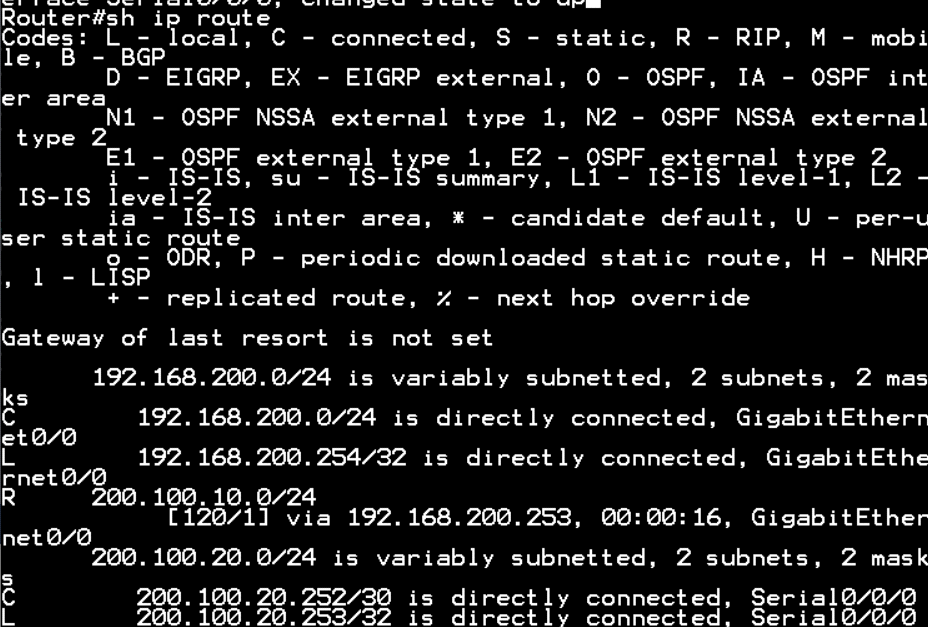 erface Serial0/0/0, changed state to up
Router#sh ip route
Codes: L - local, C - connected, S - static, R - RIP, M - mobi
le, B - BGP
D - EIGRP, EX - EIGRP external, O - OSPF, IA - OSPF int
er area
N1 - OSPF NSSA external type 1, N2 - OSPF NSSA external
type 2
E1 - OSPF external type 1, E2 - OSPF external type 2
i - IS-IS, su - IS-IS summary, L1 - IS-IS level-1, L2 -
IS-IS level-2
ia - IS-IS inter area, * - candidate default, U - per-u
ser static route
o - ODR, P - periodic downloaded static route, H - NHRP
, l - LISP
+ - replicated route, % - next hop override
Gateway of last resort is not set
192.168.200.0/24 is variably subnetted, 2 subnets, 2 mas
ks
C 192.168.200.0/24 is directly connected, GigabitEthern
et0/0
L 192.168.200.254/32 is directly connected, GigabitEthe
rnet0/0
R 200.100.10.0/24
[120/1] via 192.168.200.253, 00:00:16, GigabitEther
net0/0
200.100.20.0/24 is variably subnetted, 2 subnets, 2 mask
s
C 200.100.20.252/30 is directly connected, Serial0/0/0
L 200.100.20.253/32 is directly connected, Serial0/0/0